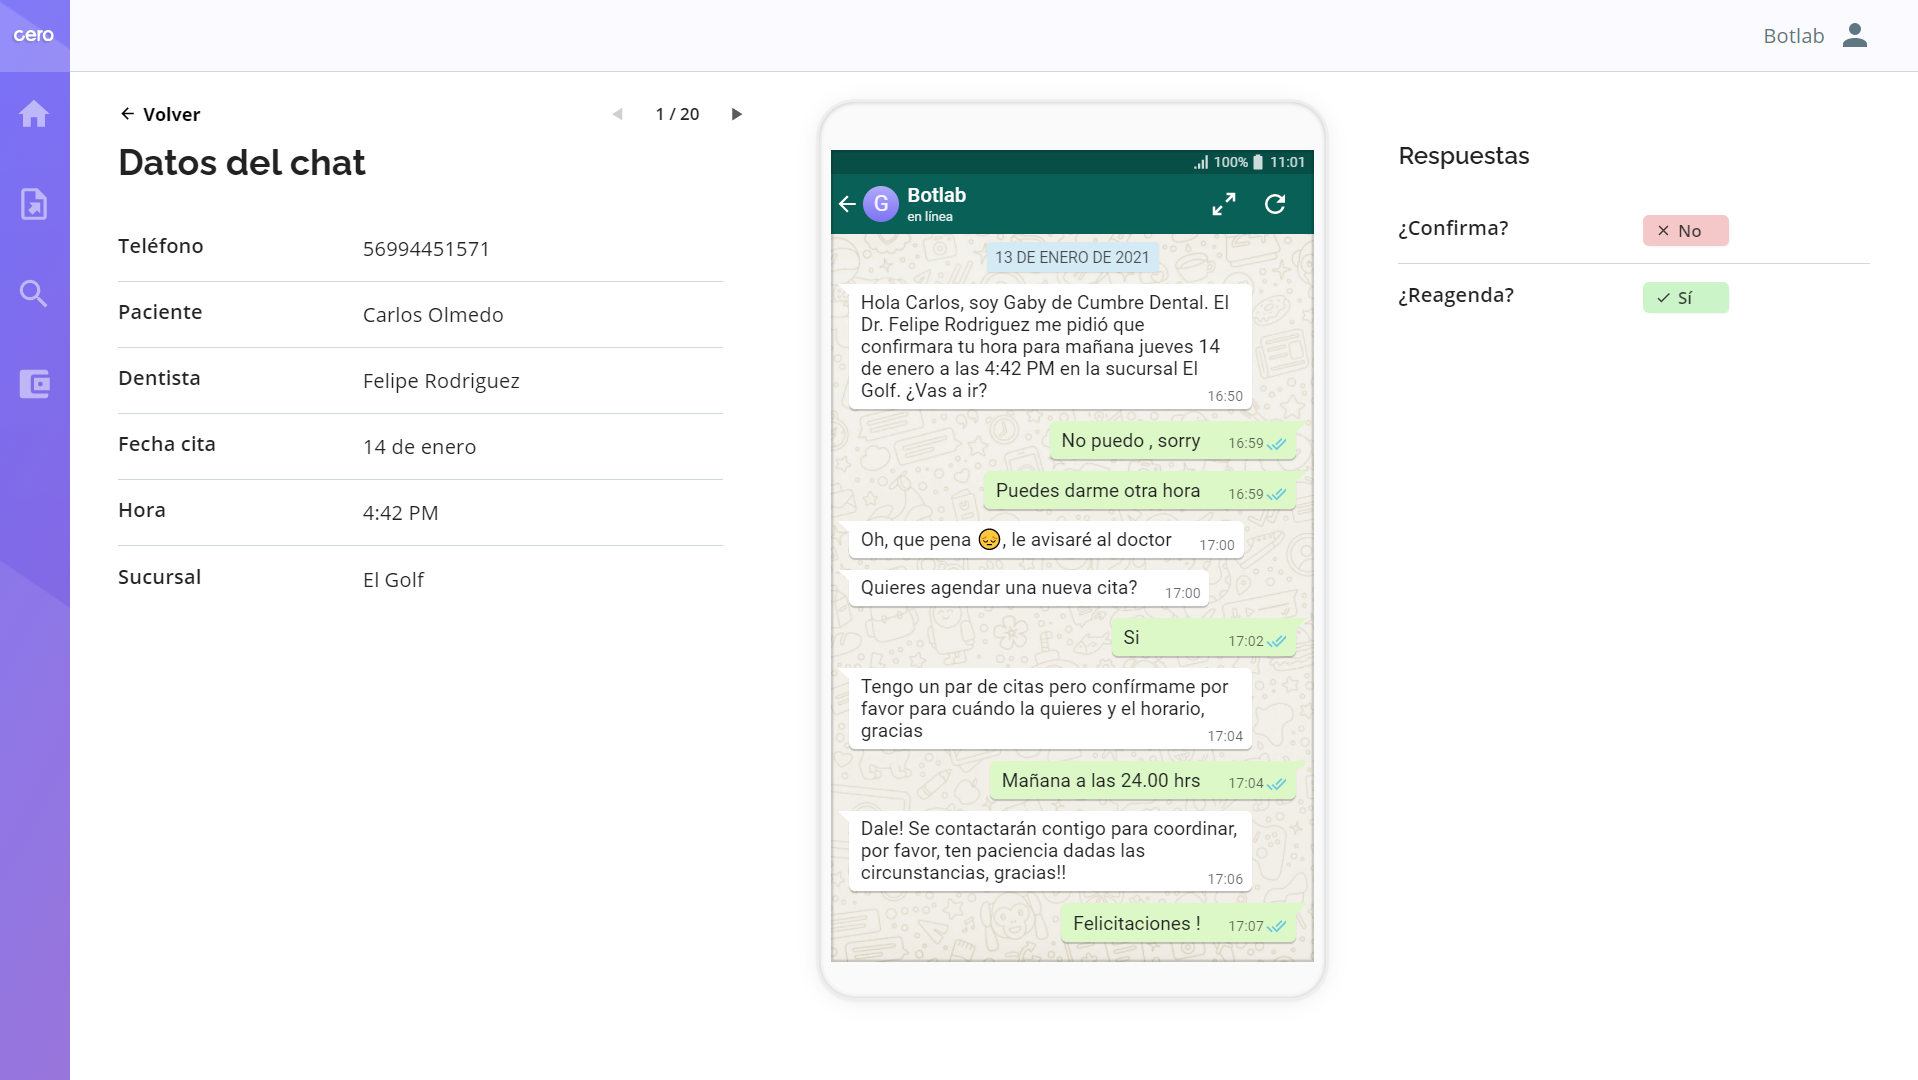 cero
Botlab
Volver
1 / 20
Datos del chat
Teléfono
56994451571
Paciente
Carlos Olmedo
Dentista
Felipe Rodriguez
Fecha cita
14 de enero
Hora
4:42 PM
Sucursal
El Golf
100% 11:01
G
Botlab
en línea
13 DE ENERO DE 2021
Hola Carlos, soy Gaby de Cumbre Dental. El
Dr. Felipe Rodriguez me pidió que
confirmara tu hora para mañana jueves 14
de enero a las 4:42 PM en la sucursal El
Golf. ¿Vas a ir?
16:50
No puedo , sorry 16:59
Puedes darme otra hora 16:59
Oh, que pena 😔, le avisaré al doctor 17:00
Quieres agendar una nueva cita? 17:00
Si 17:02
Tengo un par de citas pero confírmame por
favor para cuándo la quieres y el horario,
gracias
17:04
Mañana a las 24.00 hrs 17:04
Dale! Se contactarán contigo para coordinar,
por favor, ten paciencia dadas las
circunstancias, gracias!!
17:06
Felicitaciones ! 17:07
Respuestas
¿Confirma?
No
¿Reagenda?
Sí